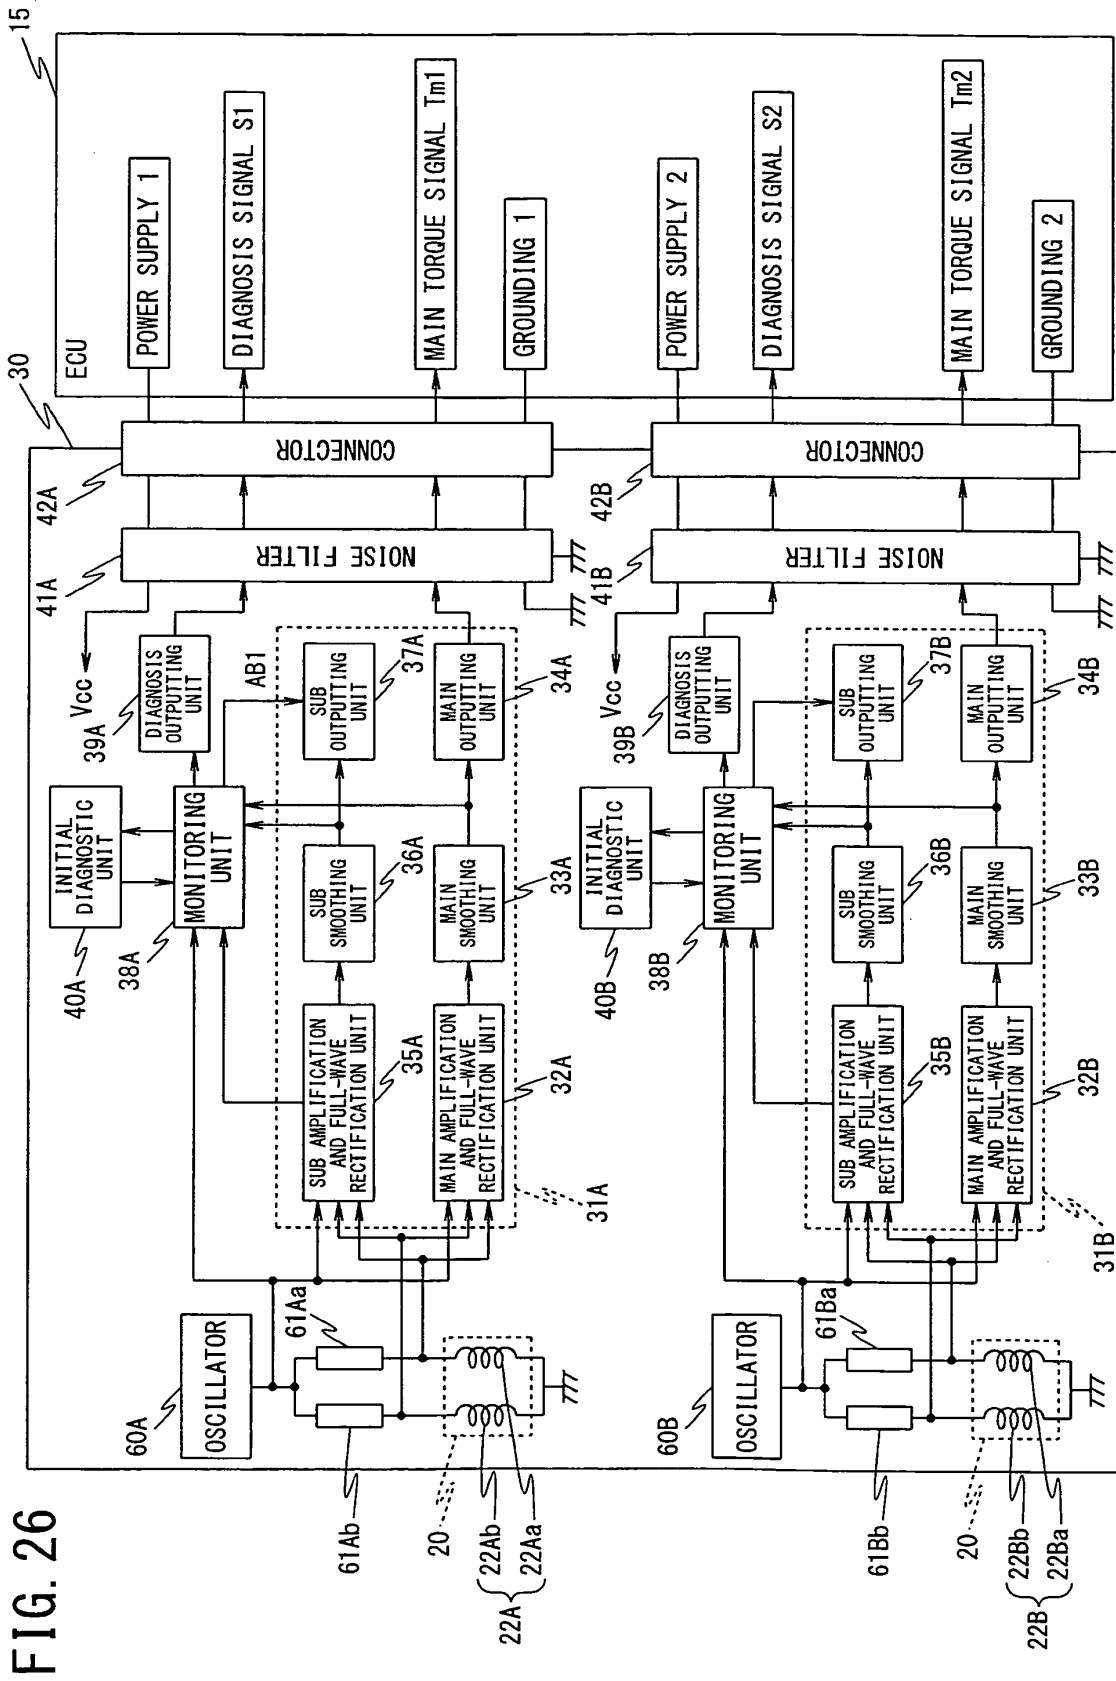 FIG. 26
15
30
ECU
POWER SUPPLY 1
DIAGNOSIS SIGNAL S1
MAIN TORQUE SIGNAL Tm1
GROUNDING 1
POWER SUPPLY 2
DIAGNOSIS SIGNAL S2
MAIN TORQUE SIGNAL Tm2
GROUNDING 2
42A
CONNECTOR
42B
CONNECTOR
41A
NOISE FILTER
41B
NOISE FILTER
Vcc
39A
DIAGNOSIS
OUTPUTTING
UNIT
AB1
SUB
OUTPUTTING
UNIT
37A
MAIN
OUTPUTTING
UNIT
34A
40A
INITIAL
DIAGNOSTIC
UNIT
38A
MONITORING
UNIT
SUB
SMOOTHING
UNIT
36A
MAIN
SMOOTHING
UNIT
33A
SUB AMPLIFICATION
AND FULL-WAVE
RECTIFICATION UNIT
35A
MAIN AMPLIFICATION
AND FULL-WAVE
RECTIFICATION UNIT
32A
31A
60A
OSCILLATOR
61Aa
61Ab
20
22Ab
22Aa
22A
Vcc
39B
DIAGNOSIS
OUTPUTTING
UNIT
SUB
OUTPUTTING
UNIT
37B
MAIN
OUTPUTTING
UNIT
34B
40B
INITIAL
DIAGNOSTIC
UNIT
38B
MONITORING
UNIT
SUB
SMOOTHING
UNIT
36B
MAIN
SMOOTHING
UNIT
33B
SUB AMPLIFICATION
AND FULL-WAVE
RECTIFICATION UNIT
35B
MAIN AMPLIFICATION
AND FULL-WAVE
RECTIFICATION UNIT
32B
31B
60B
OSCILLATOR
61Ba
61Bb
20
22Bb
22Ba
22B